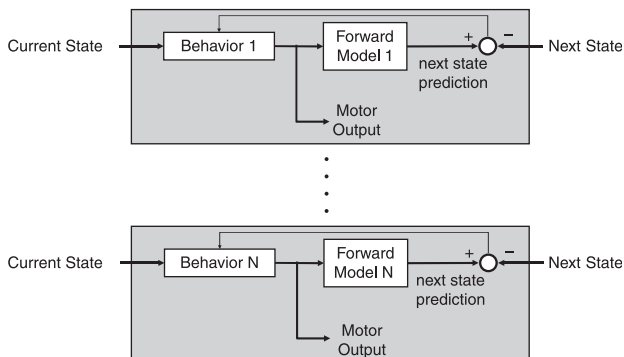 Current State
Behavior 1
Forward
Model 1
+
−
Next State
next state
prediction
Motor
Output
Current State
Behavior N
Forward
Model N
+
−
Next State
next state
prediction
Motor
Output